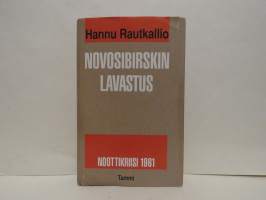 Hannu Rautkallio
NOVOSIBIRSKIN
LAVASTUS
NOOTTIKRIISI 1961
Tammi